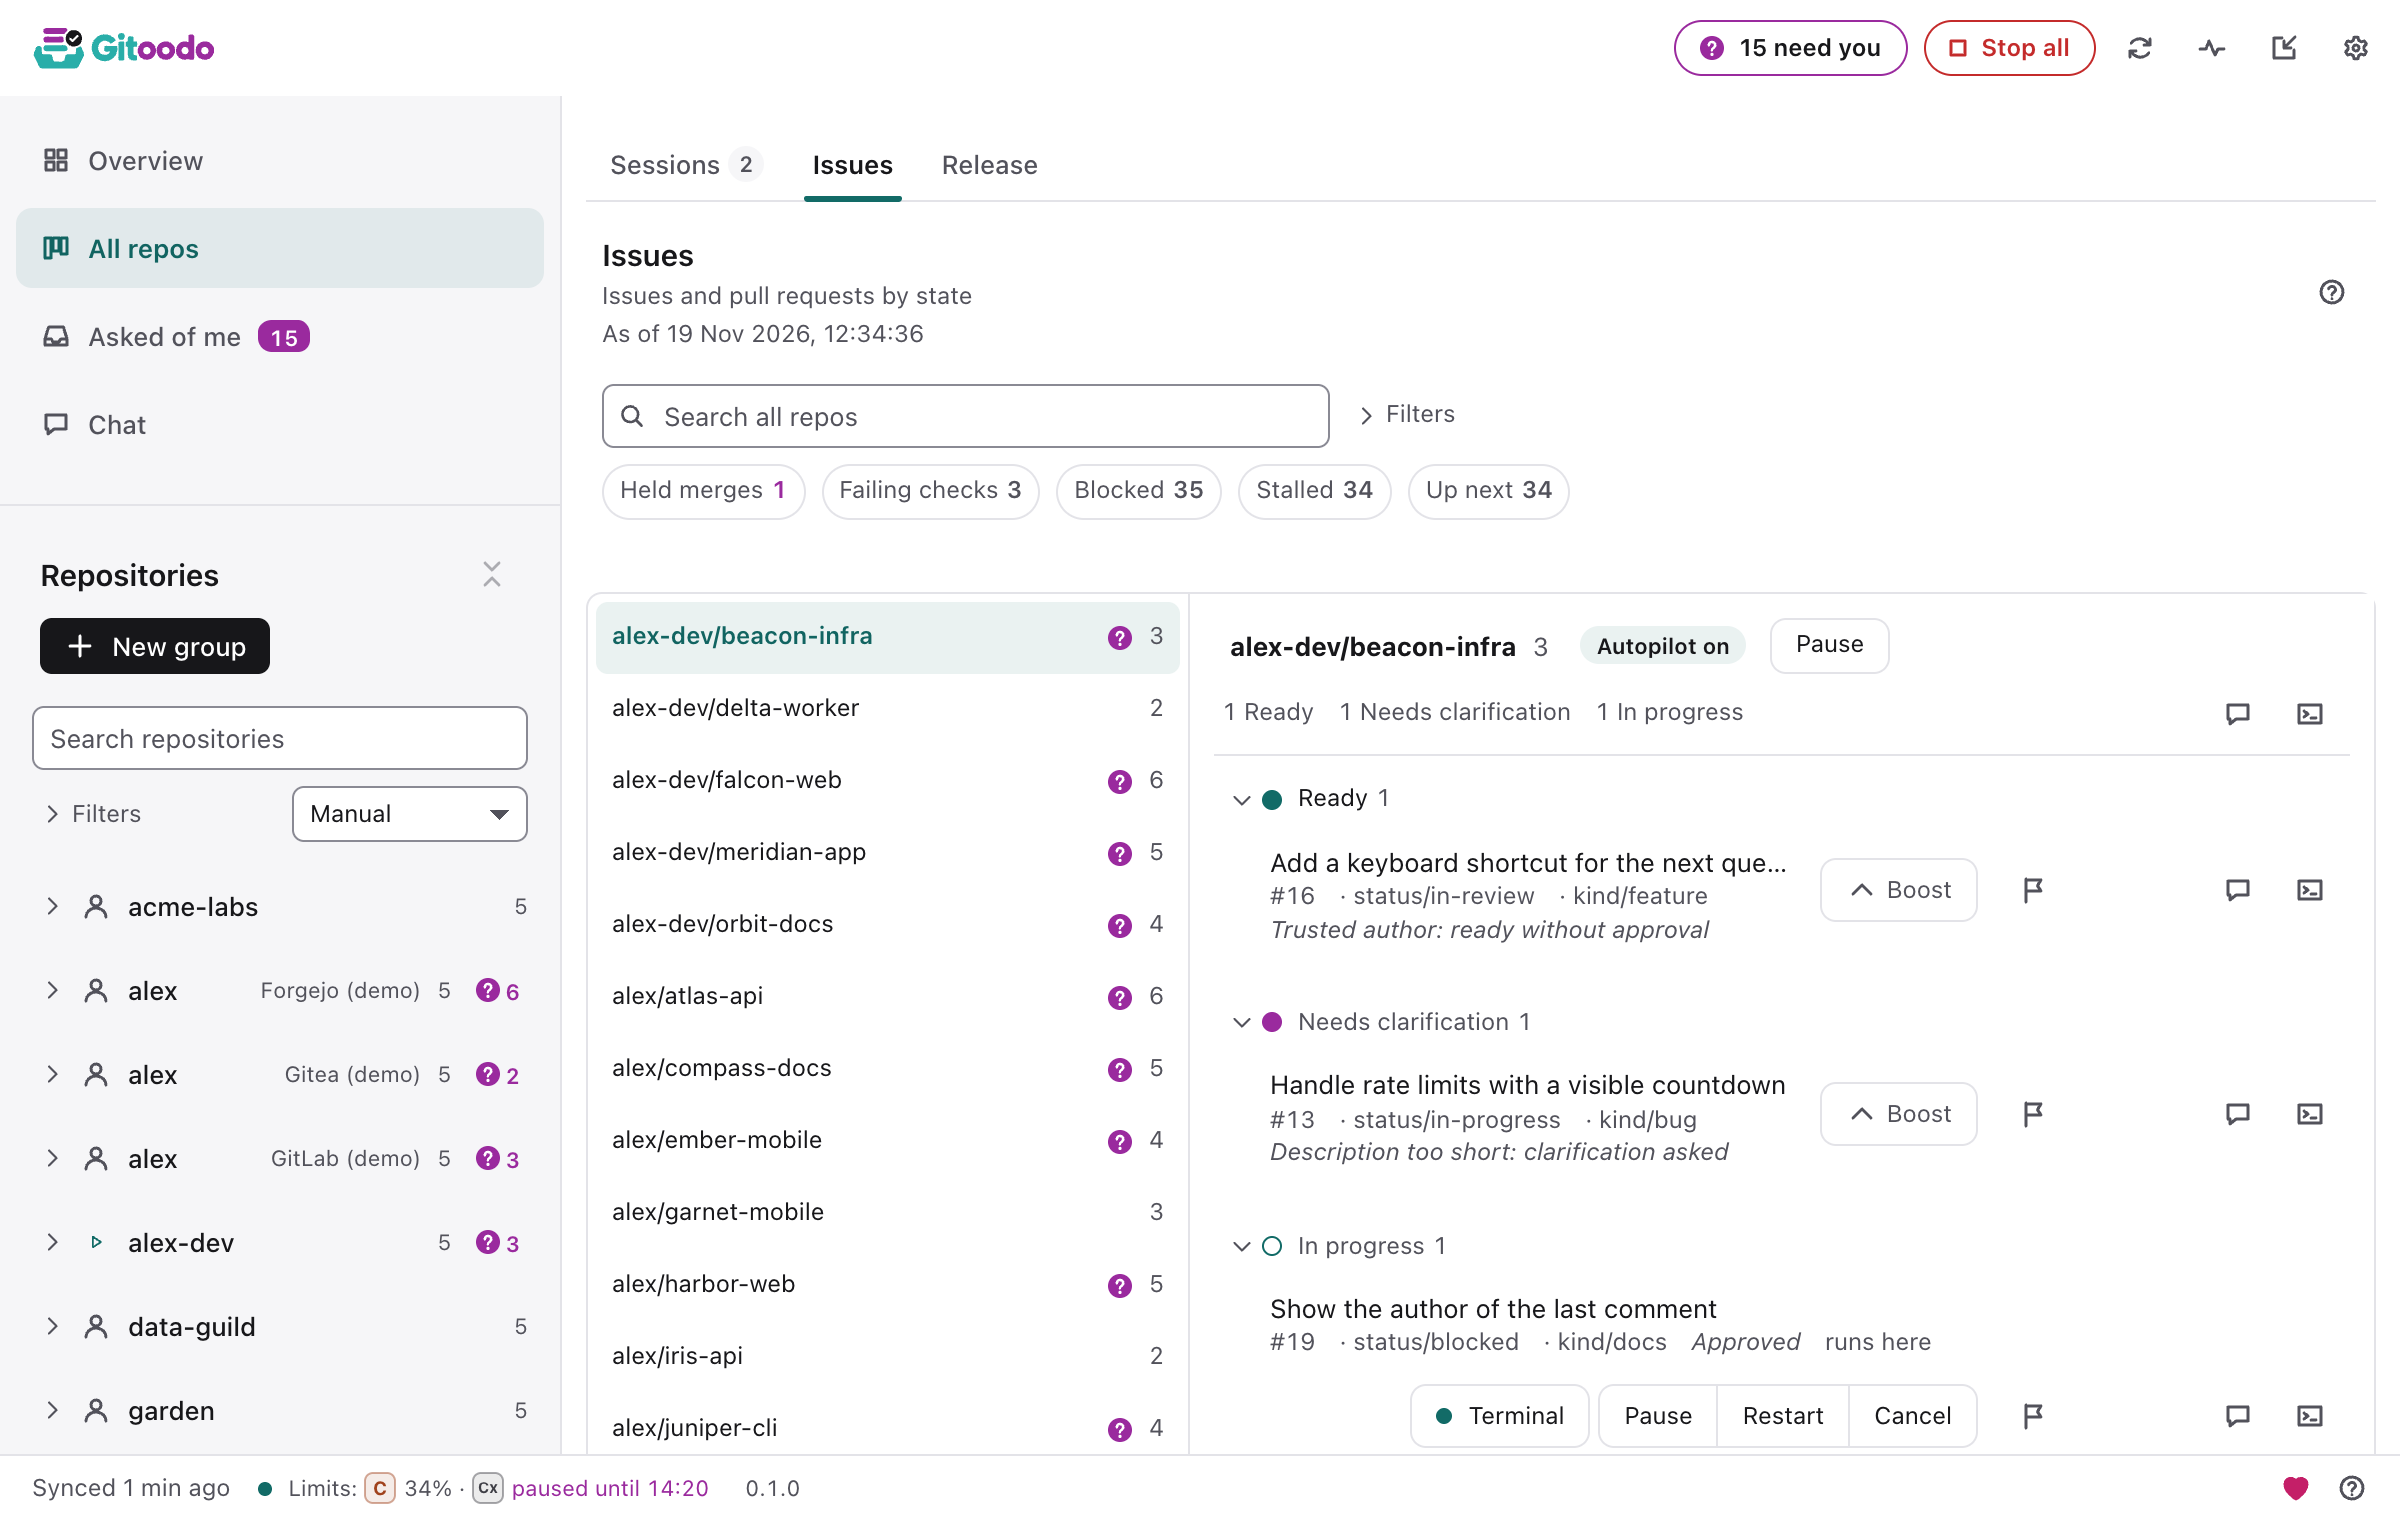 Gitoodo
15 need you
Stop all
Overview
All repos
Asked of me 15
Chat
Repositories
New group
Search repositories
Filters
Manual
acme-labs 5
alex Forgejo (demo) 5 ? 6
alex Gitea (demo) 5 ? 2
alex GitLab (demo) 5 ? 3
alex-dev 5 ? 3
data-guild 5
garden 5
Sessions 2
Issues
Release
Issues
Issues and pull requests by state
As of 19 Nov 2026, 12:34:36
Search all repos
Filters
Held merges 1
Failing checks 3
Blocked 35
Stalled 34
Up next 34
alex-dev/beacon-infra ? 3
alex-dev/delta-worker 2
alex-dev/falcon-web ? 6
alex-dev/meridian-app ? 5
alex-dev/orbit-docs ? 4
alex/atlas-api ? 6
alex/compass-docs ? 5
alex/ember-mobile ? 4
alex/garnet-mobile 3
alex/harbor-web ? 5
alex/iris-api 2
alex/juniper-cli ? 4
alex-dev/beacon-infra 3 Autopilot on Pause
1 Ready 1 Needs clarification 1 In progress
Ready 1
Add a keyboard shortcut for the next que...
#16 · status/in-review · kind/feature
Trusted author: ready without approval
Boost
Needs clarification 1
Handle rate limits with a visible countdown
#13 · status/in-progress · kind/bug
Description too short: clarification asked
Boost
In progress 1
Show the author of the last comment
#19 · status/blocked · kind/docs Approved runs here
Terminal Pause Restart Cancel
Synced 1 min ago Limits: C 34% · Cx paused until 14:20 0.1.0